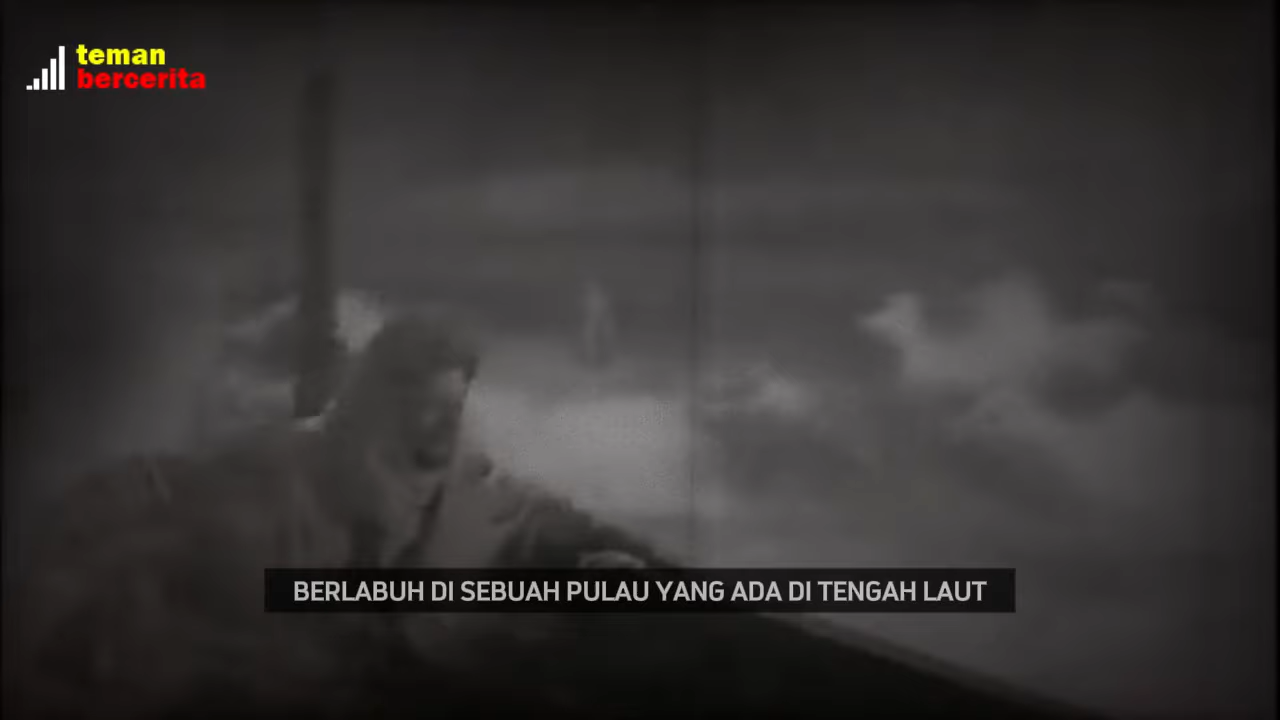 teman
bercerita
BERLABUH DI SEBUAH PULAU YANG ADA DI TENGAH LAUT